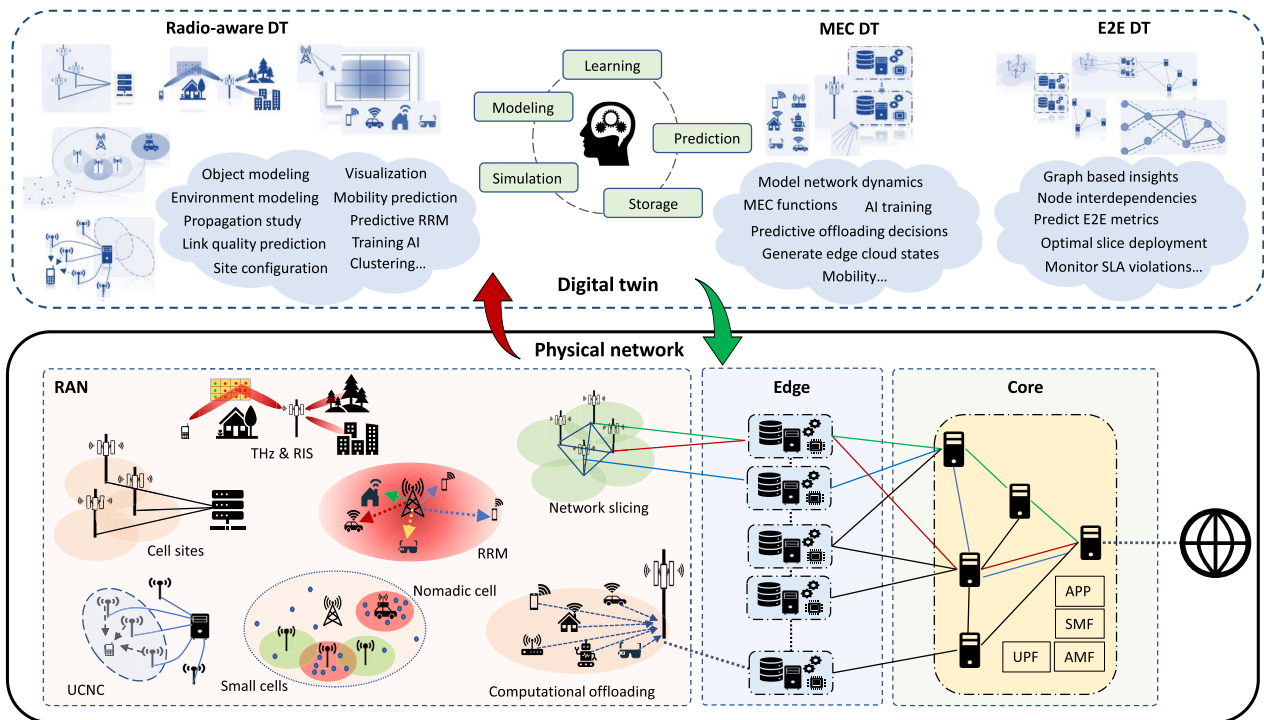 Radio-aware DT
MEC DT
E2E DT
Learning
Modeling
Prediction
Simulation
Storage
Object modeling
Environment modeling
Propagation study
Link quality prediction
Site configuration
Visualization
Mobility prediction
Predictive RRM
Training AI
Clustering...
Model network dynamics
MEC functions
AI training
Predictive offloading decisions
Generate edge cloud states
Mobility...
Graph based insights
Node interdependencies
Predict E2E metrics
Optimal slice deployment
Monitor SLA violations...
Digital twin
Physical network
RAN
Edge
Core
THz & RIS
Cell sites
RRM
Network slicing
Nomadic cell
UCNC
Small cells
Computational offloading
APP
SMF
UPF
AMF